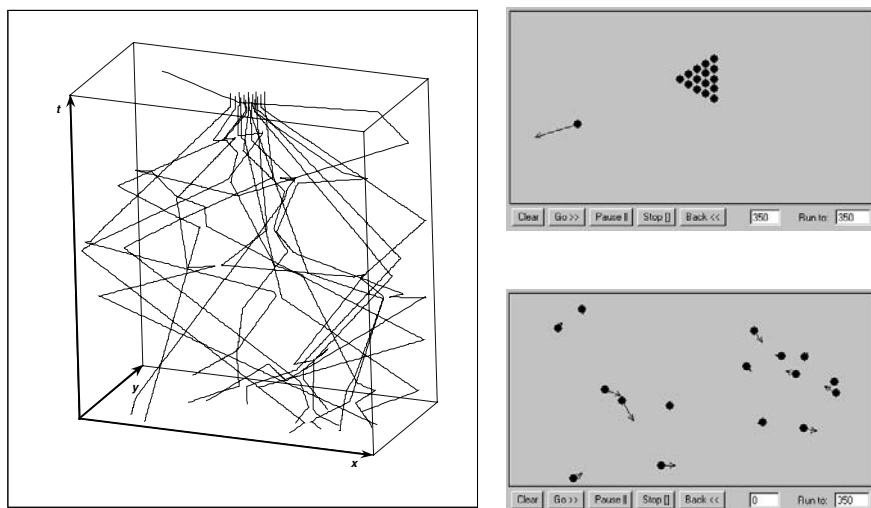 t
y
x
Clear Go >> Pause || Stop [] Back << 350 Run to: 350
Clear Go >> Pause || Stop [] Back << 0 Run to: 350